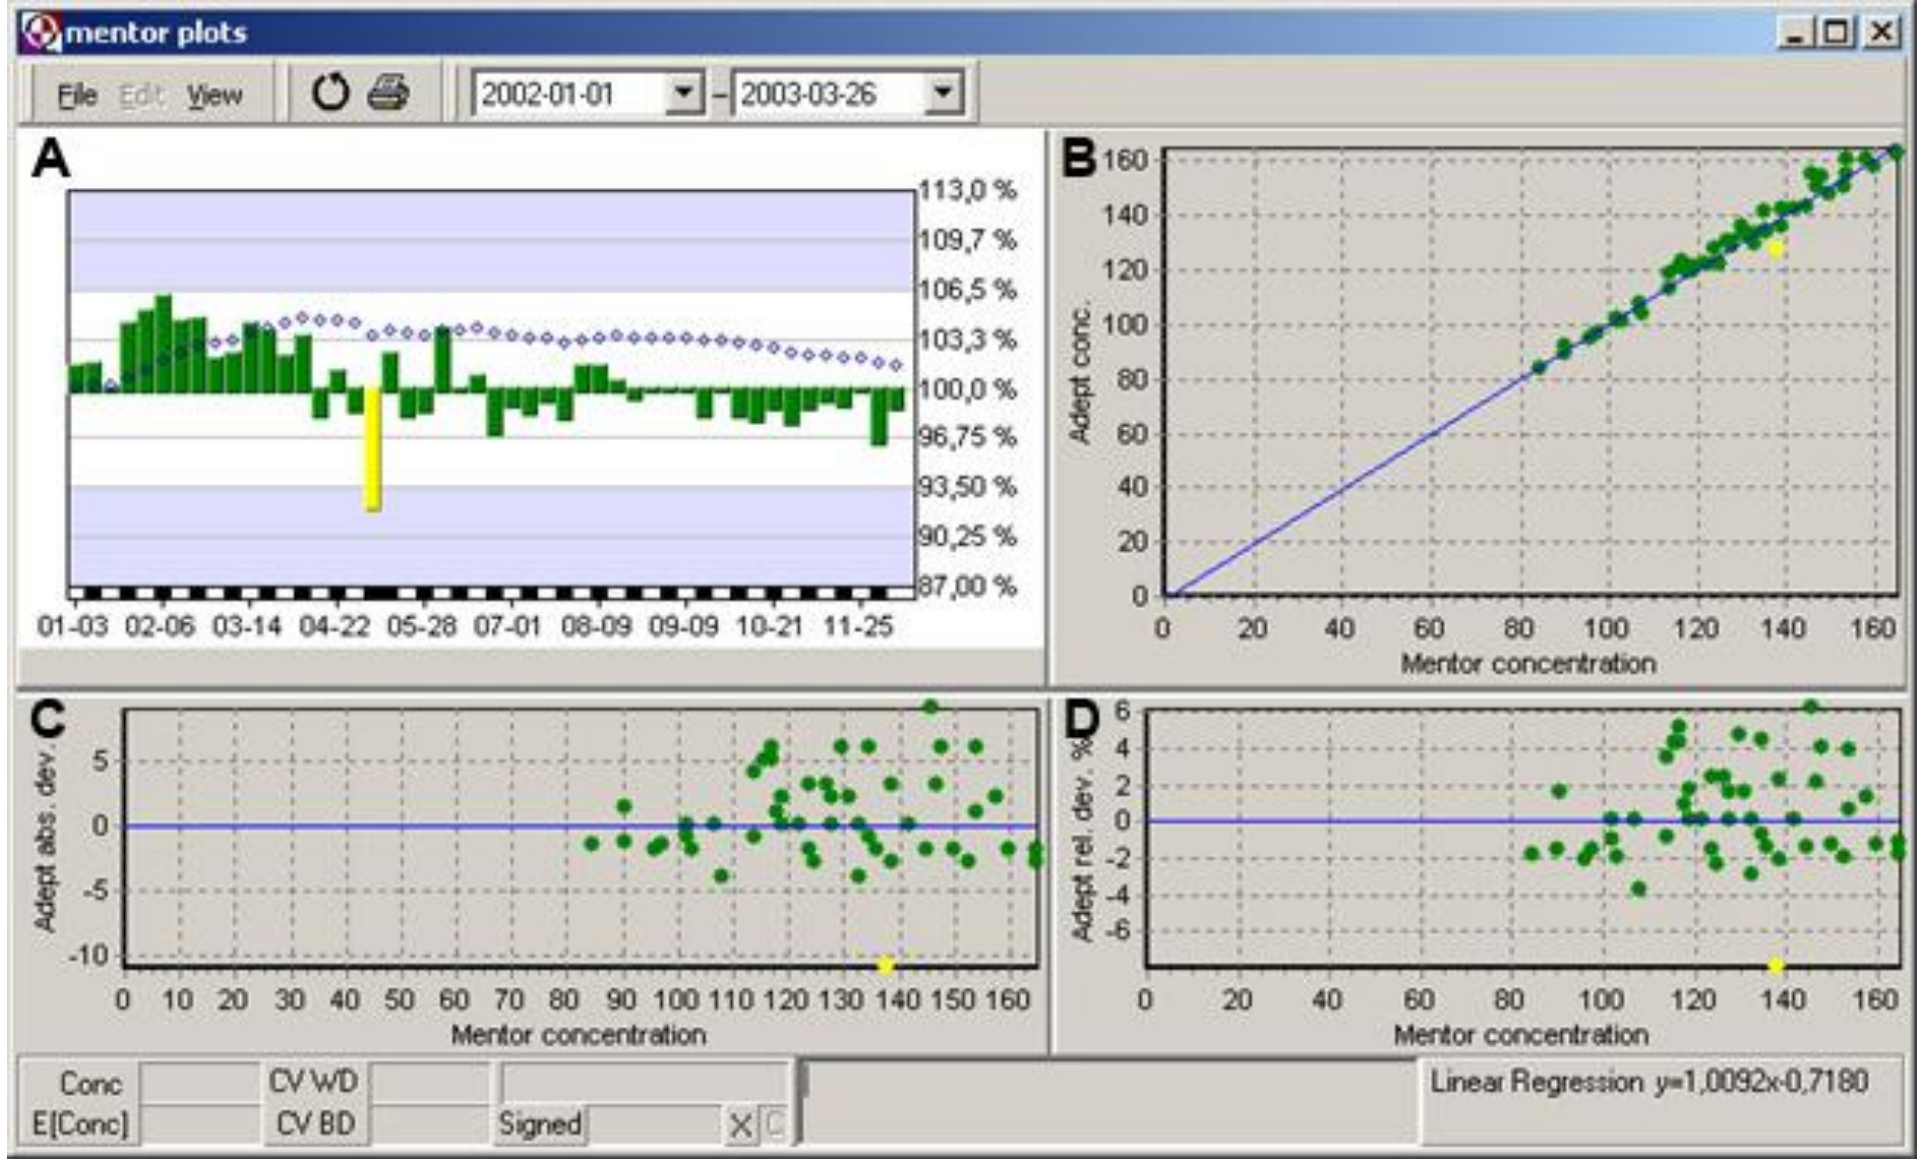 mentor plots
File Edit View 2002-01-01 – 2003-03-26
A
113,0 %
109,7 %
106,5 %
103,3 %
100,0 %
96,75 %
93,50 %
90,25 %
87,00 %
01-03 02-06 03-14 04-22 05-28 07-01 08-09 09-09 10-21 11-25
B
Adept conc.
160
140
120
100
80
60
40
20
0
0 20 40 60 80 100 120 140 160
Mentor concentration
C
Adept abs. dev.
5
0
-5
-10
0 10 20 30 40 50 60 70 80 90 100 110 120 130 140 150 160
Mentor concentration
D
Adept rel. dev. %
6
4
2
0
-2
-4
-6
0 20 40 60 80 100 120 140 160
Mentor concentration
Conc CV WD
E[Conc] CV BD Signed X C
Linear Regression y=1,0092x-0,7180